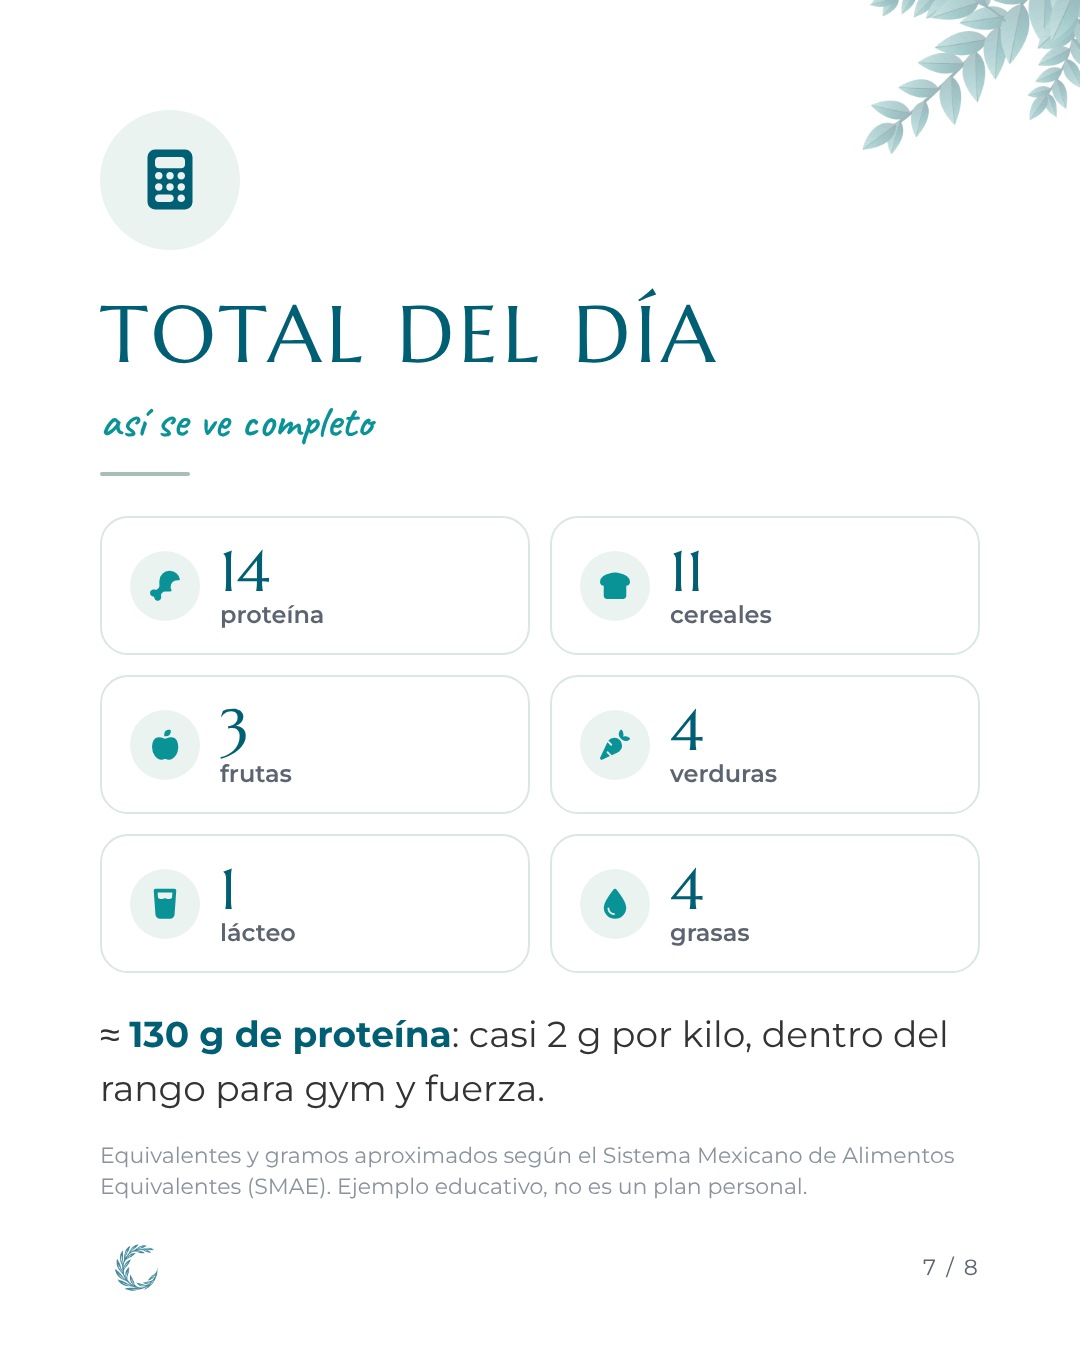 TOTAL DEL DÍA
así se ve completo
14
proteína
11
cereales
3
frutas
4
verduras
1
lácteo
4
grasas
≈ 130 g de proteína: casi 2 g por kilo, dentro del
rango para gym y fuerza.
Equivalentes y gramos aproximados según el Sistema Mexicano de Alimentos
Equivalentes (SMAE). Ejemplo educativo, no es un plan personal.
7 / 8